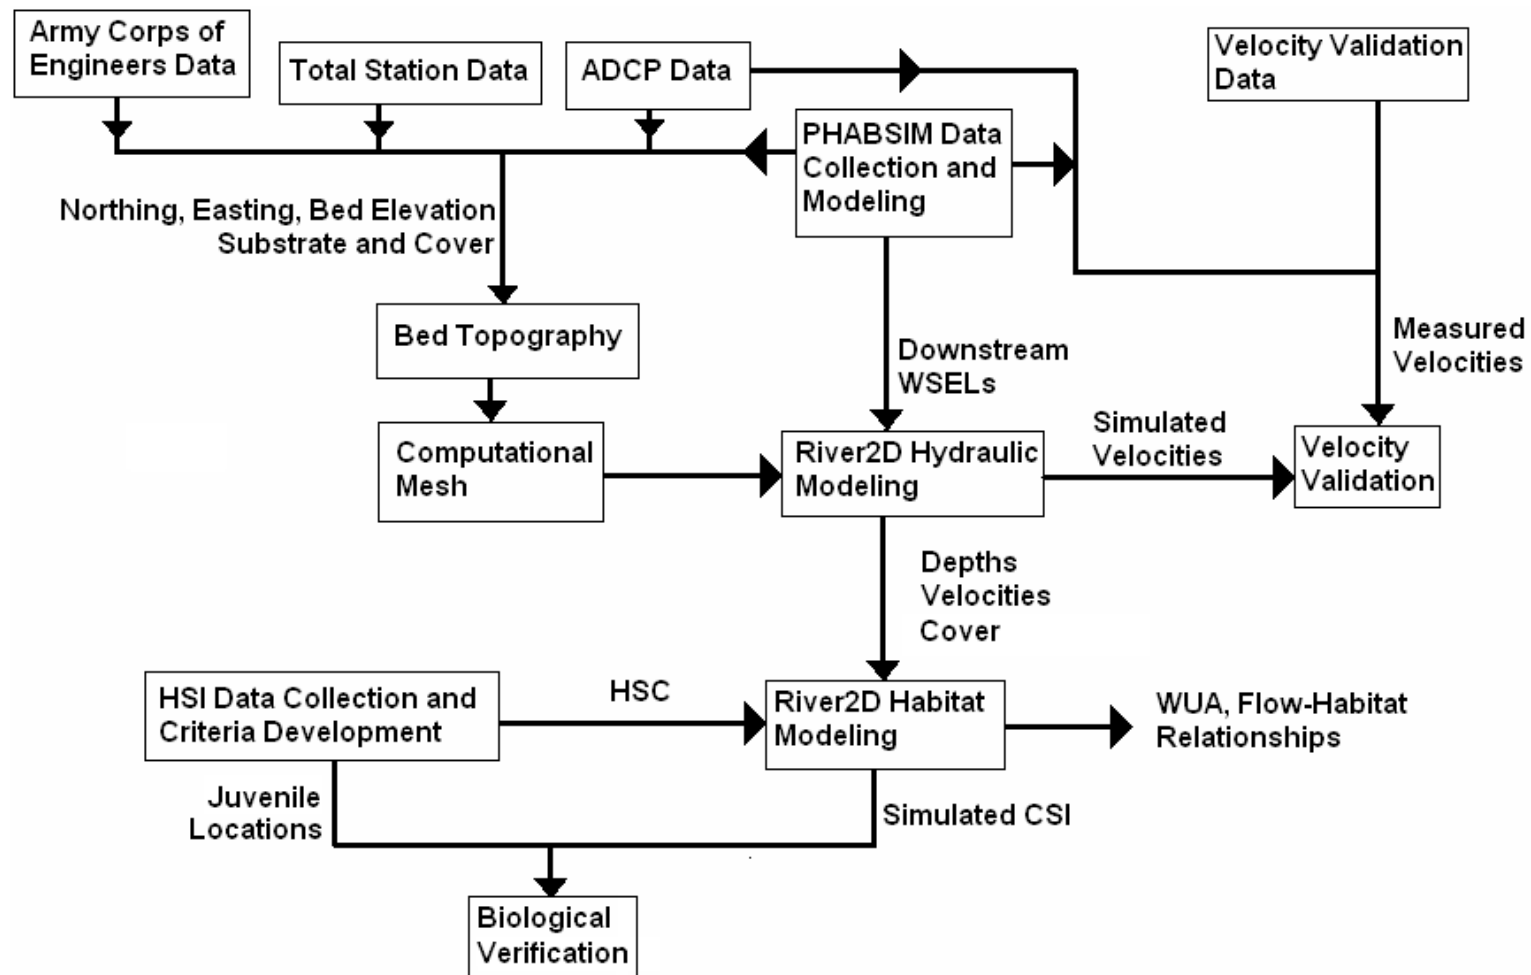 Army Corps of
Engineers Data
Total Station Data
ADCP Data
Velocity Validation
Data
PHABSIM Data
Collection and
Modeling
Northing, Easting, Bed Elevation
Substrate and Cover
Bed Topography
Downstream
WSELs
Measured
Velocities
Computational
Mesh
River2D Hydraulic
Modeling
Simulated
Velocities
Velocity
Validation
Depths
Velocities
Cover
HSI Data Collection and
Criteria Development
HSC
River2D Habitat
Modeling
WUA, Flow-Habitat
Relationships
Juvenile
Locations
Simulated CSI
Biological
Verification